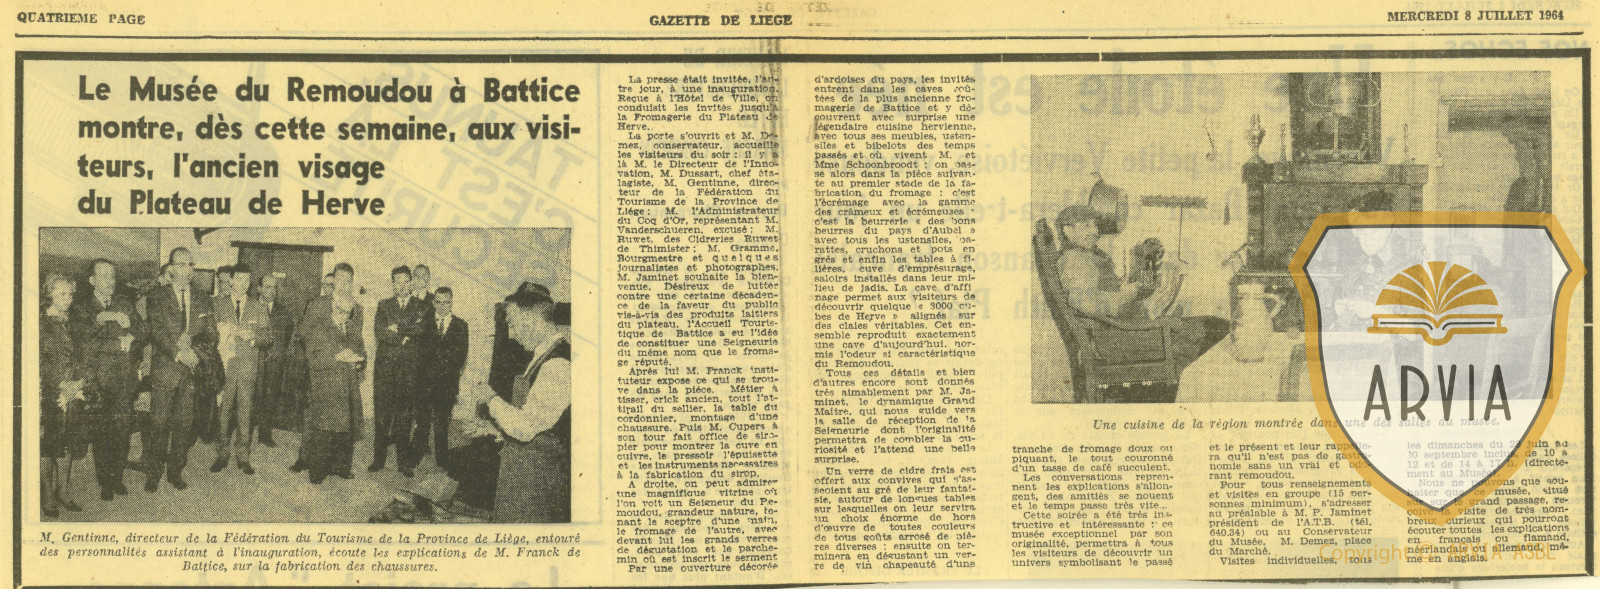 QUATRIEME PAGE
GAZETTE DE LIEGE
MERCREDI 8 JUILLET 1964
Le Musée du Remoudou à Battice
montre, dès cette semaine, aux visi-
teurs, l'ancien visage
du Plateau de Herve
M. Gentinne, directeur de la Fédération du Tourisme de la Province de Liège, entouré
des personnalités assistant à l'inauguration, écoute les explications de M. Franck de
Battice, sur la fabrication des chaussures.
La presse était invitée, l'au-
tre jour, à une inauguration.
Reçue à l'Hôtel de Ville, on
conduisit les invités jusqu'à
la Fromagerie du Plateau de
Herve.
La porte s'ouvrit et M. De-
mez, conservateur, accueille
les visiteurs du soir : il y a
là M. le Directeur de l'Inno-
vation, M. Dussart, chef éta-
lagiste, M. Gentinne, direc-
teur de la Fédération du
Tourisme de la Province de
Liége ; M. l'Administrateur
du Coq d'Or, représentant M.
Vanderschueren, excusé ; M.
Ruwet, des Cidreries Ruwet
de Thimister ; M. Gramme,
Bourgmestre et quelques
journalistes et photographes.
M. Jaminet souhaite la bien-
venue. Désireux de lutter
contre une certaine décaden-
ce de la faveur du public
vis-à-vis des produits laitiers
du plateau, l'Accueil Touris-
tique de Battice a eu l'idée
de constituer une Seigneurie
du même nom que le froma-
ge réputé.
Après lui M. Franck insti-
tuteur expose ce qui se trou-
ve dans la pièce. Métier à
tisser, crick ancien, tout l'at-
tirail du sellier, la table du
cordonnier, montage d'une
chaussure. Puis M. Cupers à
son tour fait office de siro-
pier pour montrer la cuve en
cuivre, le pressoir l'épuisette
et les instruments nécessaires
à la fabrication du sirop.
A droite, on peut admirer
une magnifique vitrine où
l'on voit un Seigneur du Re-
moudou, grandeur nature, te-
nant le sceptre d'une main,
le fromage de l'autre, avec
devant lui les grands verres
de dégustation et le parche-
min où est inscrit le serment
Par une ouverture décorée
d'ardoises du pays, les invités
entrent dans les caves voû-
tées de la plus ancienne fro-
magerie de Battice et y dé-
couvrent avec surprise une
légendaire cuisine hervienne,
avec tous ses meubles, usten-
siles et bibelots des temps
passés et où vivent M. et
Mme Schoonbroodt ; on pas-
se alors dans la pièce suivan-
te au premier stade de la fa-
brication du fromage : c'est
l'écrémage avec la gamme
des crâmeux et écrémeuses ;
c'est la beurrerie « des bons
beurres du pays d'Aubel »
avec tous les ustensiles, ba-
rattes, cruchons et pots en
grès et enfin les tables à ail-
lières, cuve d'emprésurage,
saloirs installés dans leur mi-
lieu de jadis. La cave d'affi-
nage permet aux visiteurs de
découvrir quelque « 3000 cu-
bes de Herve » alignés sur
des claies véritables. Cet en-
semble reproduit exactement
une cave d'aujourd'hui, hor-
mis l'odeur si caractéristique
du Remoudou.
Tous ces détails et bien
d'autres encore sont donnés
très aimablement par M. Ja-
minet, le dynamique Grand
Maître, qui nous guide vers
la salle de réception de la
Seigneurie dont l'originalité
permettra de combler la cu-
riosité et l'attend une belle
surprise.
Un verre de cidre frais est
offert aux convives qui s'as-
seoient au gré de leur fantai-
sie, autour de longues tables
sur lesquelles on leur servira
un choix énorme de hors
d'œuvre de toutes couleurs
de tous goûts arrosé de biè-
res diverses : ensuite on ter-
minera en dégustant un ver-
re de vin chapeauté d'une
Une cuisine de la région montrée dans une des salles du musée.
tranche de fromage doux ou
piquant, le tout couronné
d'un tasse de café succulent.
Les conversations repren-
nent les explications s'allon-
gent, des amitiés se nouent
et le temps passe très vite...
Cette soirée a été très ins-
tructive et intéressante : ce
musée exceptionnel par son
originalité, permettra à tous
les visiteurs de découvrir un
univers symbolisant le passé
et le présent et leur rappelle-
ra qu'il n'est pas de gastro-
nomie sans un vrai et odo-
rant remoudou.
Pour tous renseignements
et visites en groupe (15 per-
sonnes minimum), s'adresser
au préalable à M. P. Jaminet
président de l'A.T.B. (tél.
640.34) ou au Conservateur
du Musée, M. Demez, place
du Marché.
Visites individuelles, tous
les dimanches du 28 juin au
30 septembre inclus, de 10 à
12 et de 14 à 17 h. (directe-
ment au Musée).
Nous ne pouvons que sou-
haiter que ce musée, situé
sur le grand passage, re-
çoive la visite de très nom-
breux curieux qui pourront
écouter toutes les explications
en français ou flamand,
néerlandais ou allemand, mê-
me en anglais.
ARVIA
Copyright © ARVIA ASBL